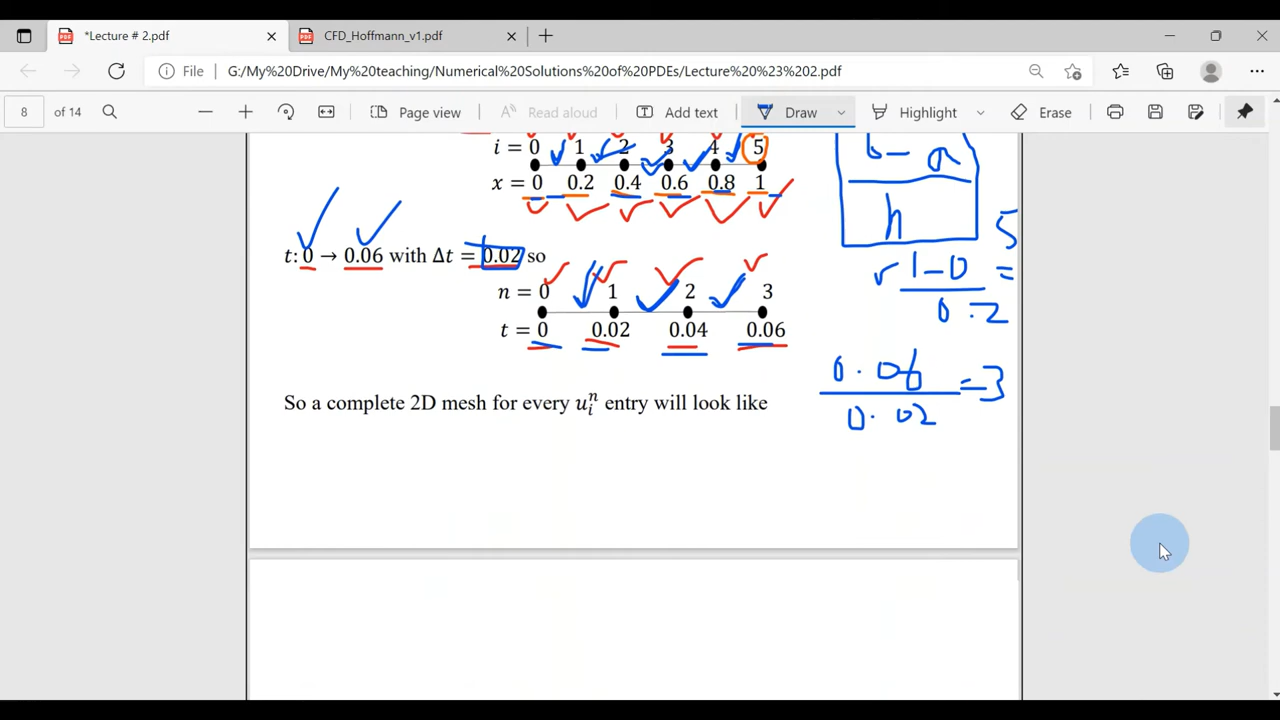 *Lecture # 2.pdf
CFD_Hoffmann_v1.pdf
File
G:/My%20Drive/My%20teaching/Numerical%20Solutions%20of%20PDEs/Lecture%20%23%202.pdf
8 of 14
Page view
Read aloud
Add text
Draw
Highlight
Erase
i = 0 1 2 3 4 5
x = 0 0.2 0.4 0.6 0.8 1
b - a
h
t: 0 → 0.06 with Δt = 0.02 so
1-0 = 5
0.2
n = 0 1 2 3
t = 0 0.02 0.04 0.06
0.06 = 3
0.02
So a complete 2D mesh for every uᵢⁿ entry will look like